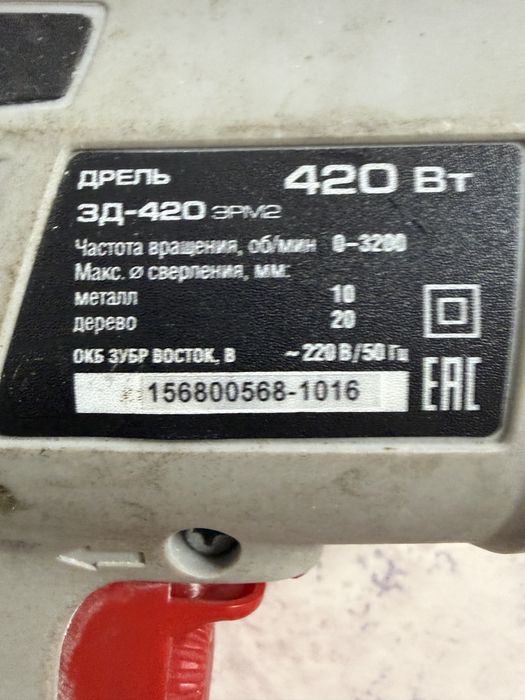 ДРЕЛЬ 420 Вт
ЗД-420 ЭРМ2
Частота вращения, об/мин 0-3200
Макс. ø сверления, мм:
металл 10
дерево 20
ОКБ ЗУБР ВОСТОК, В ~ 220 В/50 Гц
156800568-1016
EAC